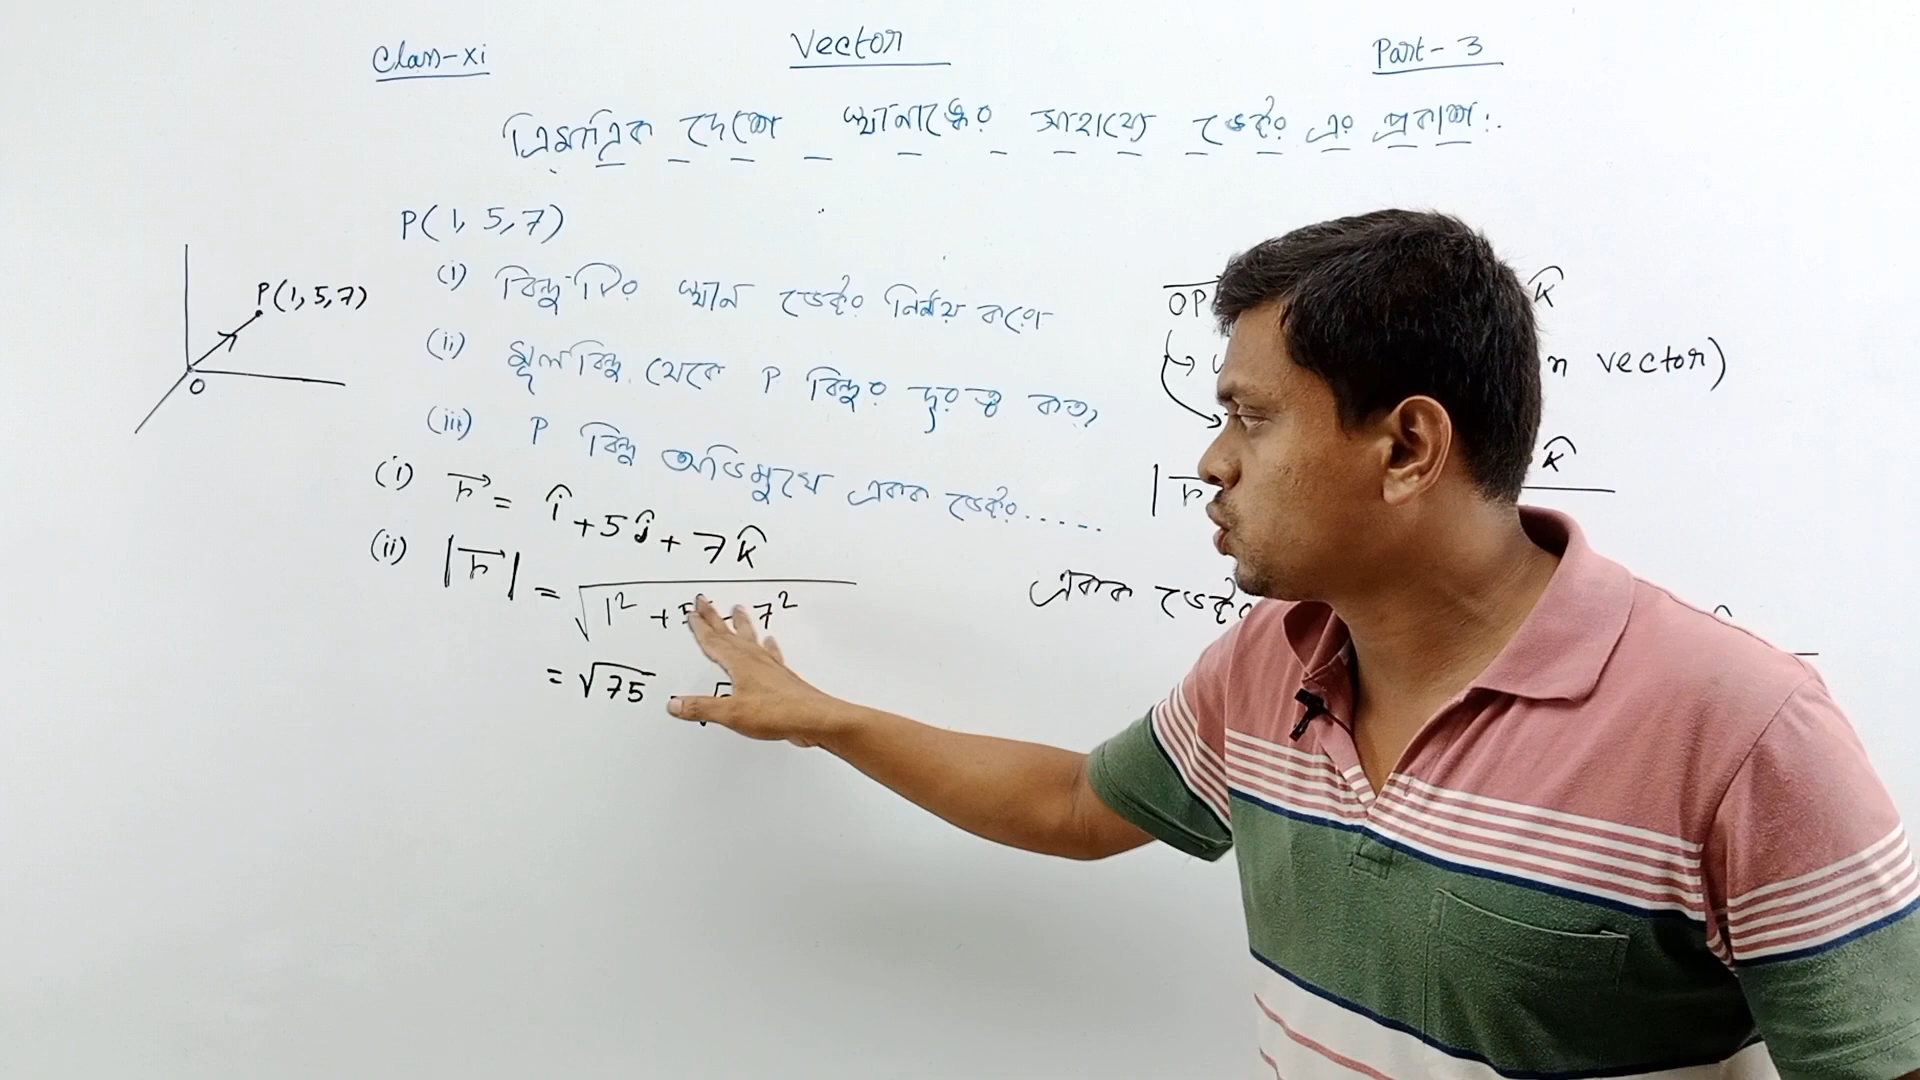 Class-xi
Vector
Part-3
ত্রিমাত্রিক দেশে স্থানাঙ্কের সাহায্যে ভেক্টর এর প্রকাশ:.
P(1, 5, 7)
(i) বিন্দুটির স্থান ভেক্টর নির্ণয় করো
(ii) মূলবিন্দু থেকে P বিন্দুর দূরত্ব কত,
(iii) P বিন্দু অভিমুখে একক ভেক্টর.....
P(1, 5, 7)
O
(i) r⃗ = î + 5ĵ + 7k̂
(ii) |r⃗| = √1² + 5² + 7²
= √75 =
OP k̂
n vector)
|r⃗ k̂
একক ভেক্টর